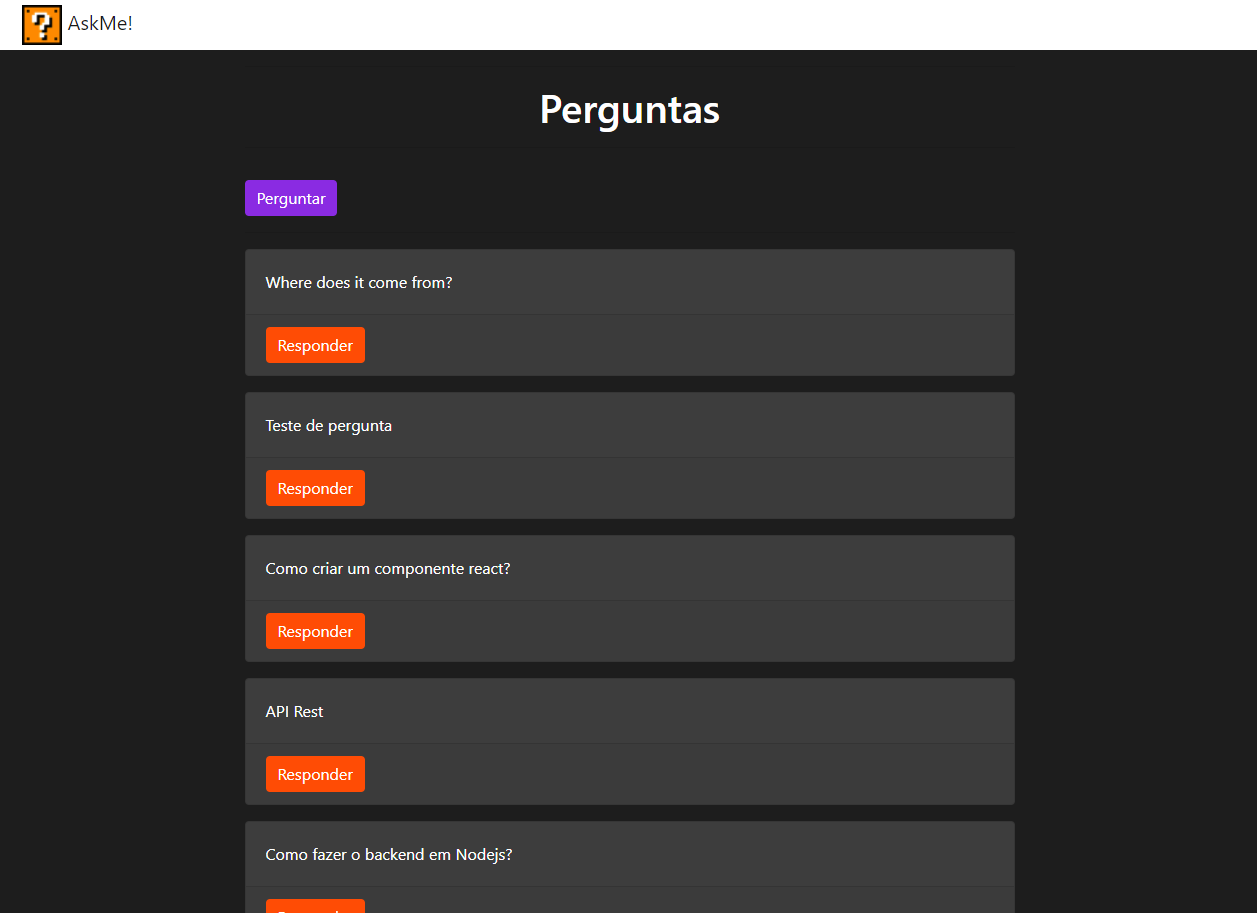 AskMe!
Perguntas
Perguntar
Where does it come from?
Responder
Teste de pergunta
Responder
Como criar um componente react?
Responder
API Rest
Responder
Como fazer o backend em Nodejs?